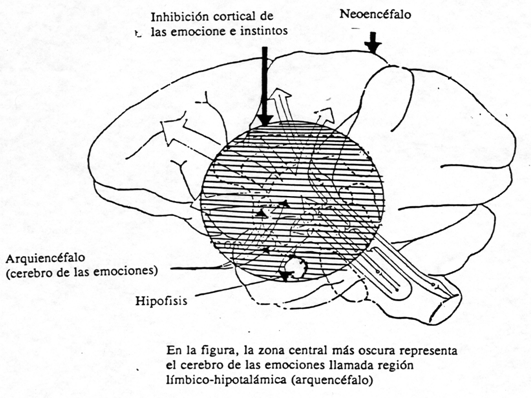 Inhibición cortical de
las emocione e instintos
Neoencéfalo
Arquiencéfalo
(cerebro de las emociones)
Hipofisis
En la figura, la zona central más oscura representa
el cerebro de las emociones llamada región
límbico-hipotalámica (arquencéfalo)